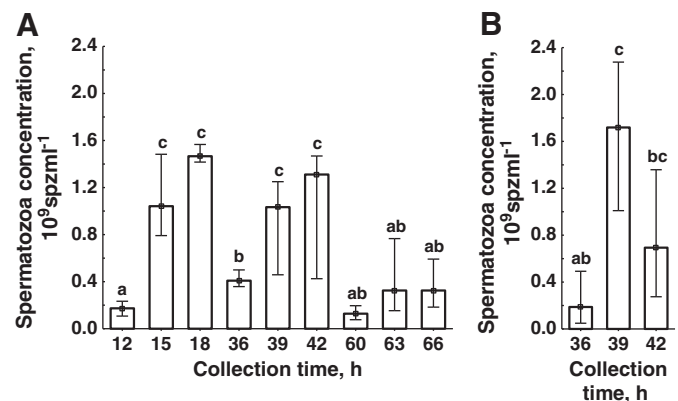 A
Spermatozoa concentration,
10⁹spzml⁻¹
2.4
2.0
1.6
1.2
0.8
0.4
0.0
a
c
c
b
c
c
ab
ab
ab
12 15 18 36 39 42 60 63 66
Collection time, h
B
Spermatozoa concentration,
10⁹spzml⁻¹
2.4
2.0
1.6
1.2
0.8
0.4
0.0
ab
c
bc
36 39 42
Collection
time, h